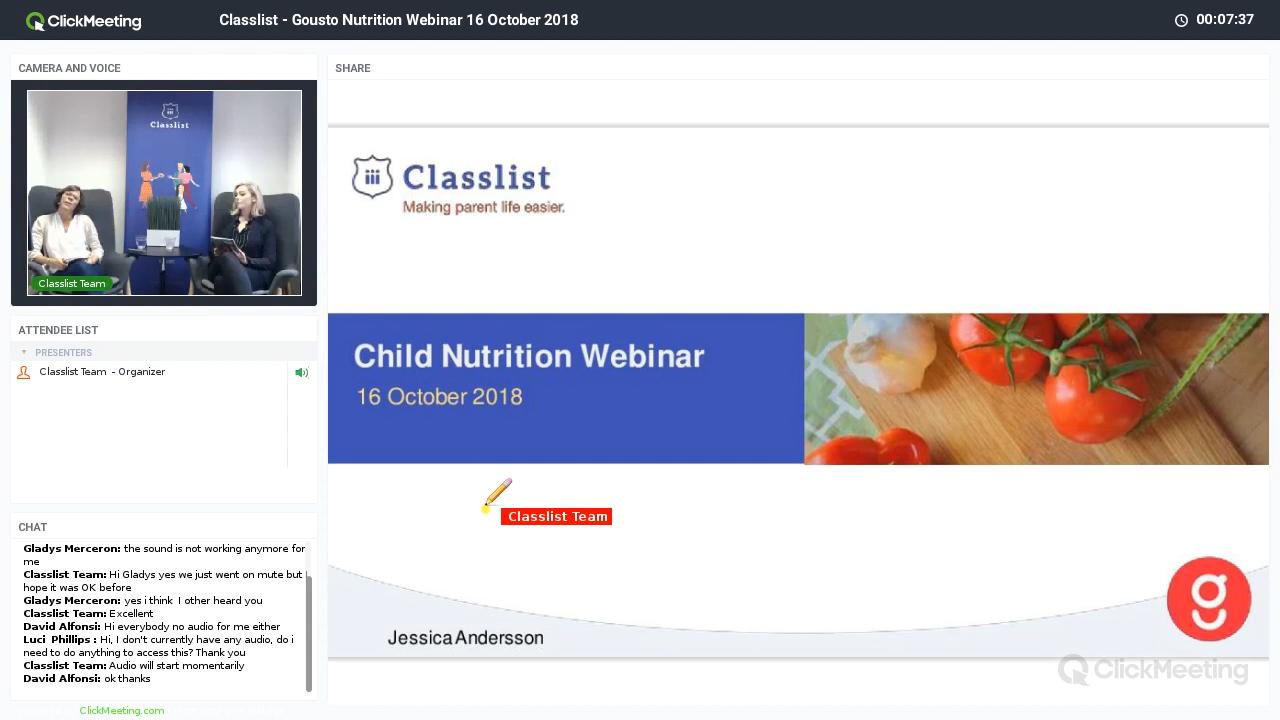 ClickMeeting
Classlist - Gousto Nutrition Webinar 16 October 2018
00:07:37
CAMERA AND VOICE
Classlist
Classlist Team
ATTENDEE LIST
PRESENTERS
Classlist Team - Organizer
CHAT
Gladys Merceron: the sound is not working anymore for
me
Classlist Team: Hi Gladys yes we just went on mute but I
hope it was OK before
Gladys Merceron: yes i think I other heard you
Classlist Team: Excellent
David Alfonsi: Hi everybody no audio for me either
Luci Phillips : Hi, I don't currently have any audio, do i
need to do anything to access this? Thank you
Classlist Team: Audio will start momentarily
David Alfonsi: ok thanks
ClickMeeting.com
SHARE
Classlist
Making parent life easier.
Child Nutrition Webinar
16 October 2018
Classlist Team
Jessica Andersson
g
ClickMeeting